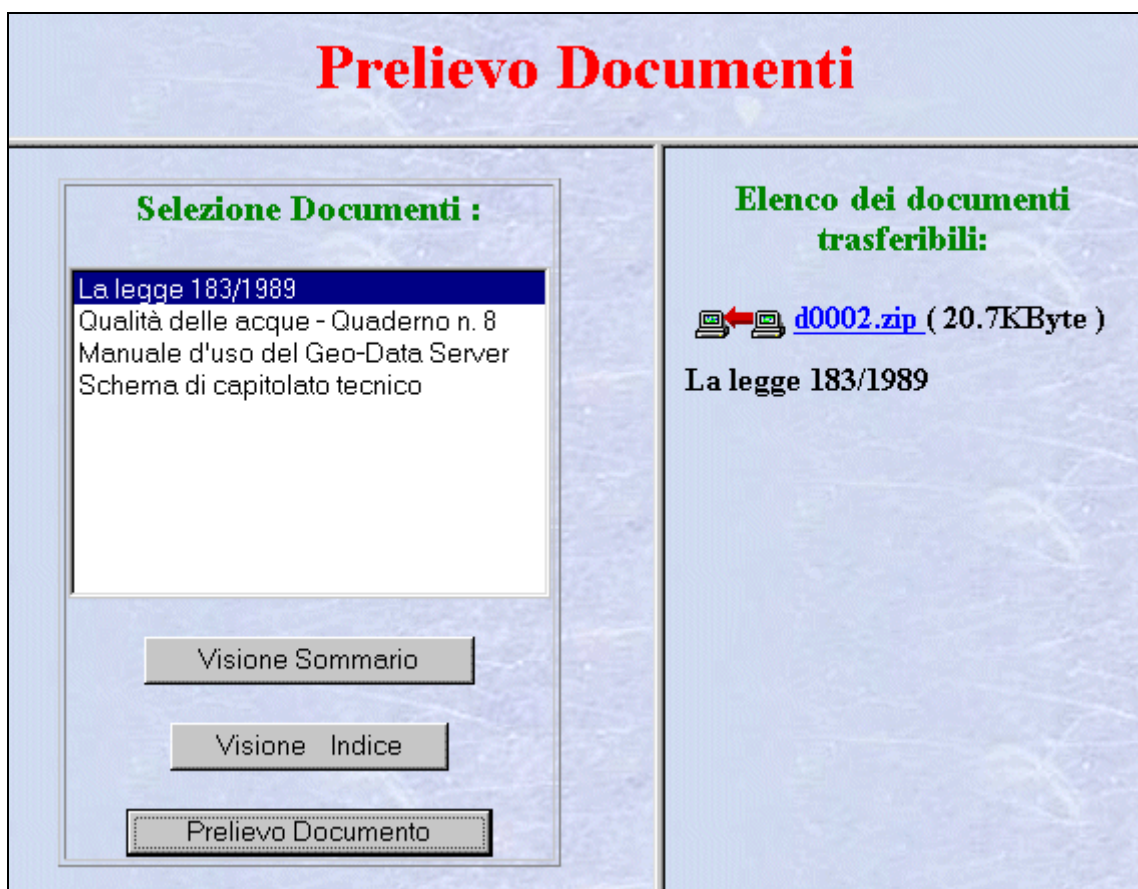 Prelievo Documenti
Selezione Documenti :
La legge 183/1989
Qualità delle acque - Quaderno n. 8
Manuale d'uso del Geo-Data Server
Schema di capitolato tecnico
Visione Sommario
Visione Indice
Prelievo Documento
Elenco dei documenti
trasferibili:
d0002.zip ( 20.7KByte )
La legge 183/1989